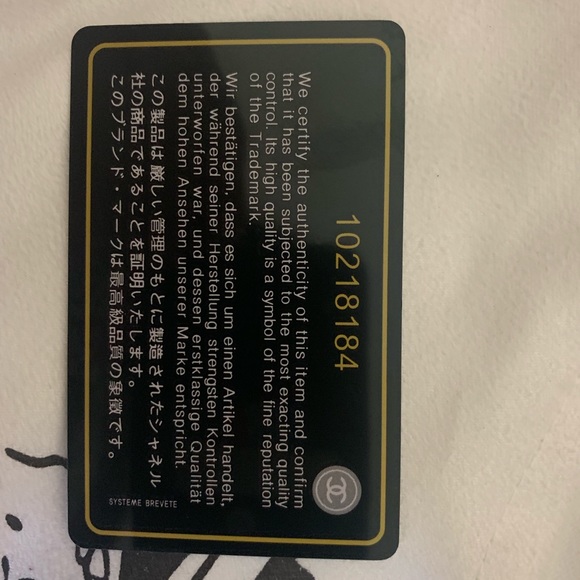 10218184
We certify the authenticity of this item and confirm
that it has been subjected to the most exacting quality
control. Its high quality is a symbol of the fine reputation
of the Trademark.
Wir bestätigen, dass es sich um einen Artikel handelt,
der während seiner Herstellung strengsten Kontrollen
unterworfen war, und dessen erstklassige Qualität
dem hohen Ansehen unserer Marke entspricht.
この製品は厳しい管理のもとに製造されたシャネル
社の商品であることを証明いたします。
このブランド・マークは最高級品質の象徴です。
SYSTEME BREVETE